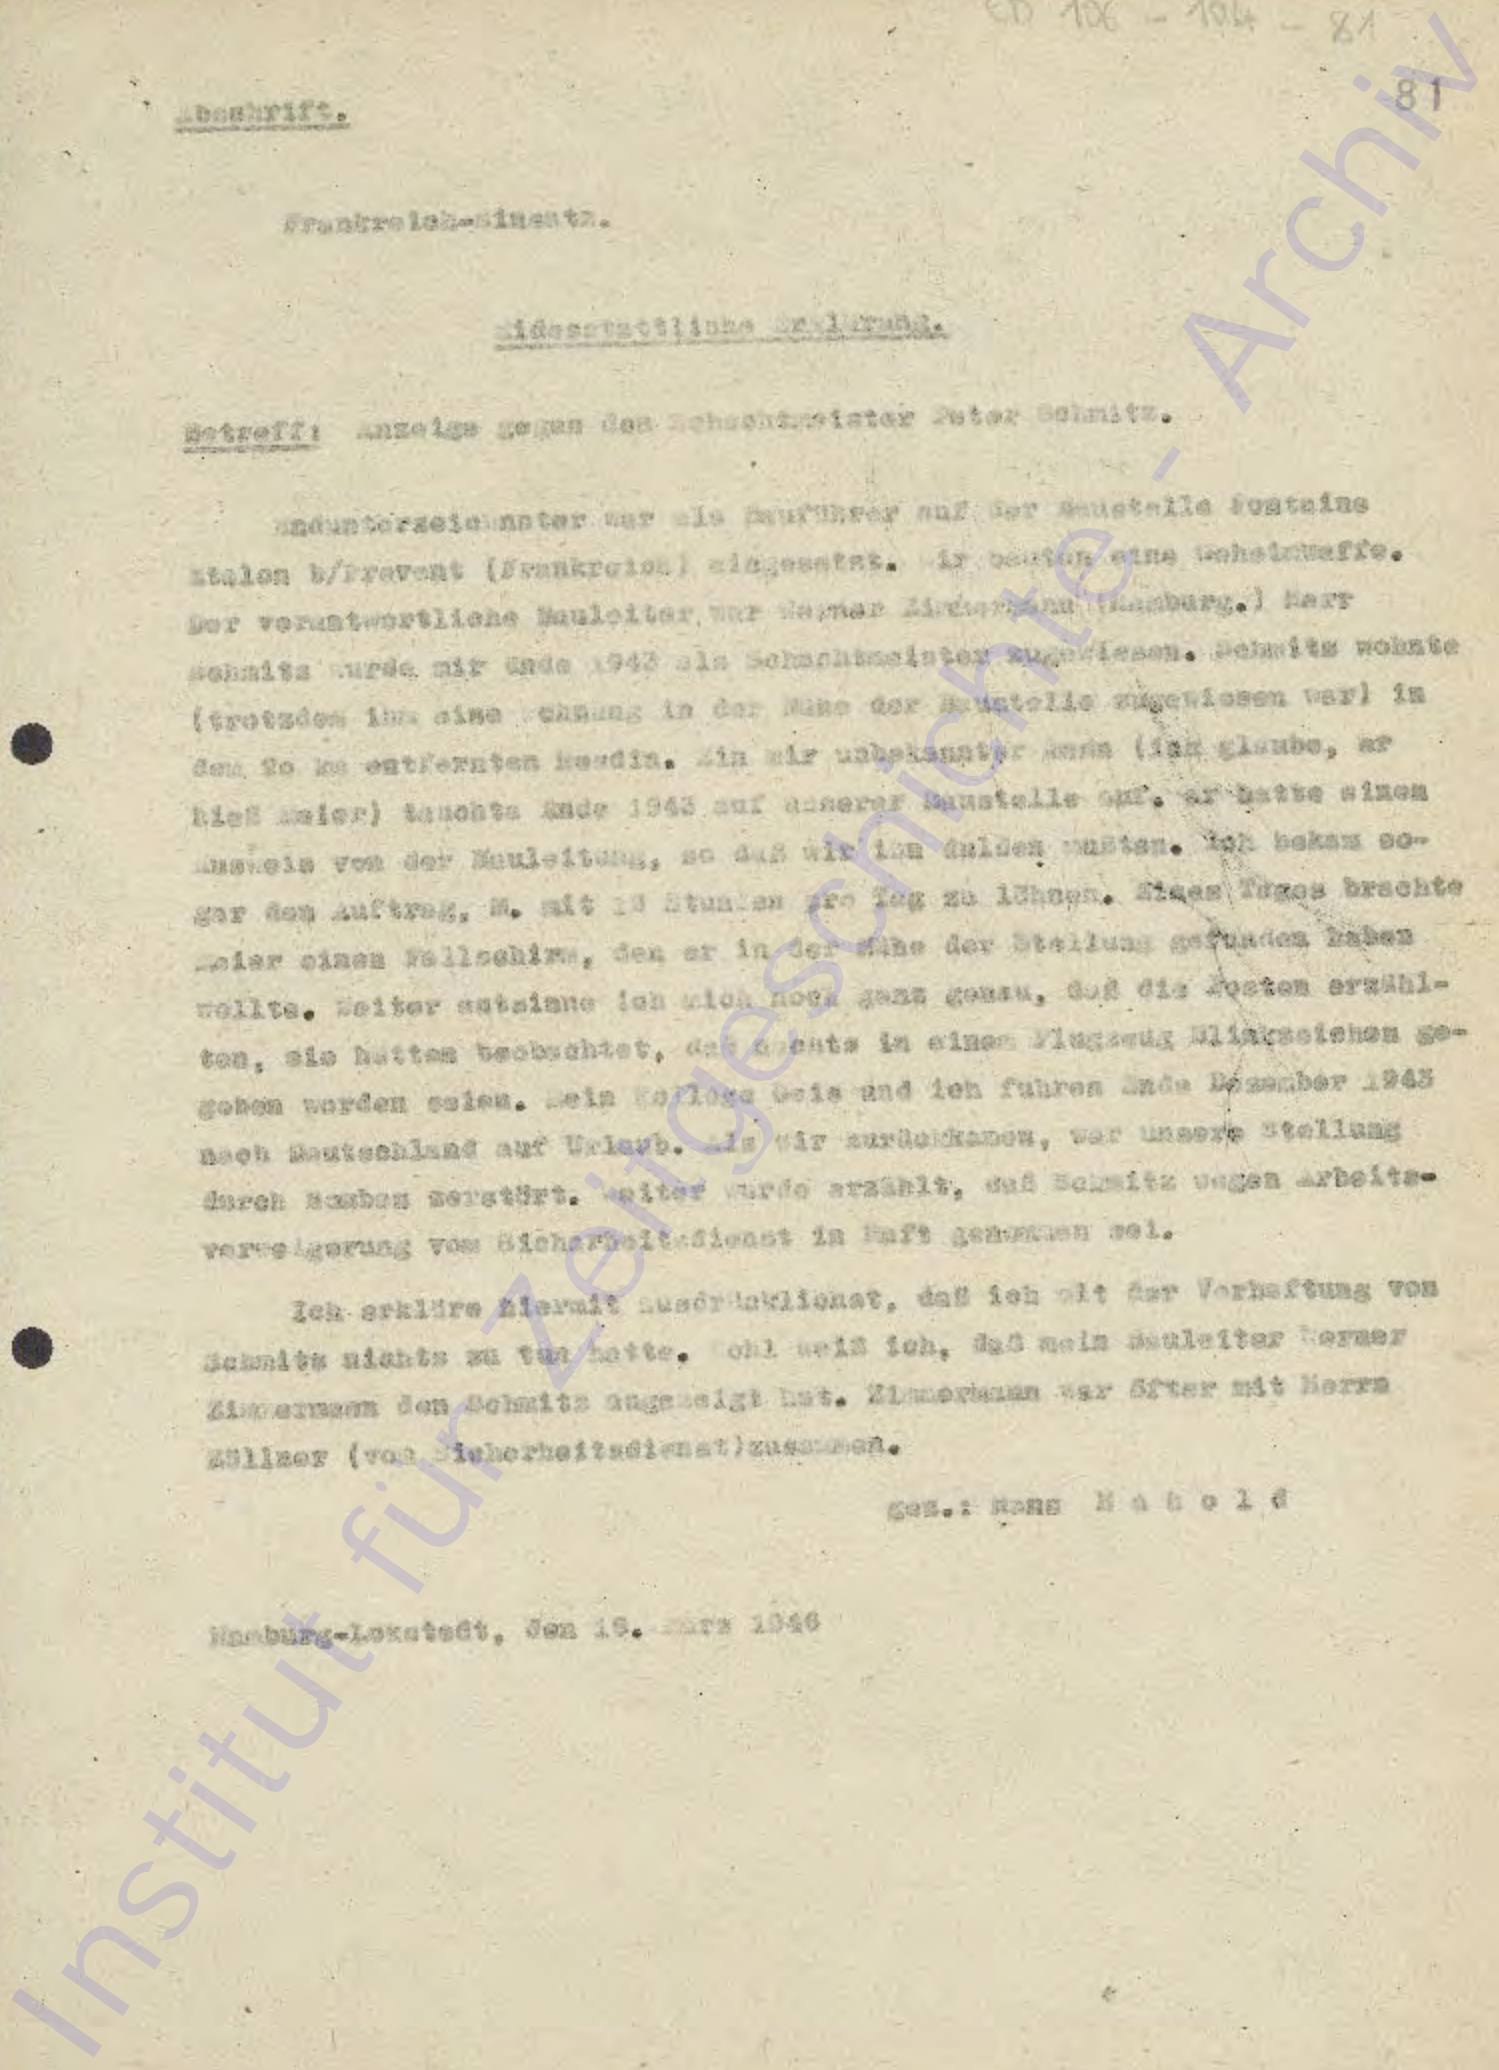 ED 106 - 104 - 81
81
Abschrift.
Frankreich-Einsatz.
Eidesstattliche Erklärung.
Betreff: Anzeige gegen den Schachtmeister Peter Schmitz.
Endunterzeichneter war als Bauführer auf der Baustelle
b/Frevent (Frankreich) eingesetzt. Wir bauten eine Geheimwaffe.
Der verantwortliche Bauleiter war Werner Zimmermann (Hamburg.) Herr
Schmitz wurde mir Ende 1943 als Schachtmeister zugewiesen. Schmitz wohnte
(trotzdem ihm eine Wohnung in der Nähe der Baustelle zugewiesen war) in
dem 20 km entfernten Hesdin. Ein mir unbekannter Mann (ich glaube, er
hieß Meier) tauchte Ende 1943 auf unserer Baustelle auf. Er hatte einen
Ausweis von der Bauleitung, so daß wir ihn dulden mußten. Ich bekam so-
gar den Auftrag, M. mit Stunden pro Tag zu löhnen. Eines Tages brachte
Meier einen Fallschirm, den er in der Nähe der Stellung gefunden haben
wollte. Weiter entsinne ich mich noch ganz genau, daß die Posten erzähl-
ten, sie hätten beobachtet, daß nachts in einem Flugzeug Blinkzeichen ge-
geben worden seien. Mein Kollege Geis und ich fuhren Ende Dezember 1943
nach Deutschland auf Urlaub. Als wir zurückkamen, war unsere Stellung
durch Bomben zerstört. Weiter wurde erzählt, daß Schmitz wegen Arbeits-
verweigerung vom Sicherheitsdienst in Haft genommen sei.
Ich erkläre hiermit ausdrücklichst, daß ich mit der Verhaftung von
Schmitz nichts zu tun hatte. Wohl weiß ich, daß mein Bauleiter Werner
Zimmermann den Schmitz angezeigt hat. Zimmermann war öfter mit Herrn
Züllner (vom Sicherheitsdienst)zusammen.
gez.: Hans
Hamburg-Lokstedt, den März 1946
Institut für Zeitgeschichte - Archiv